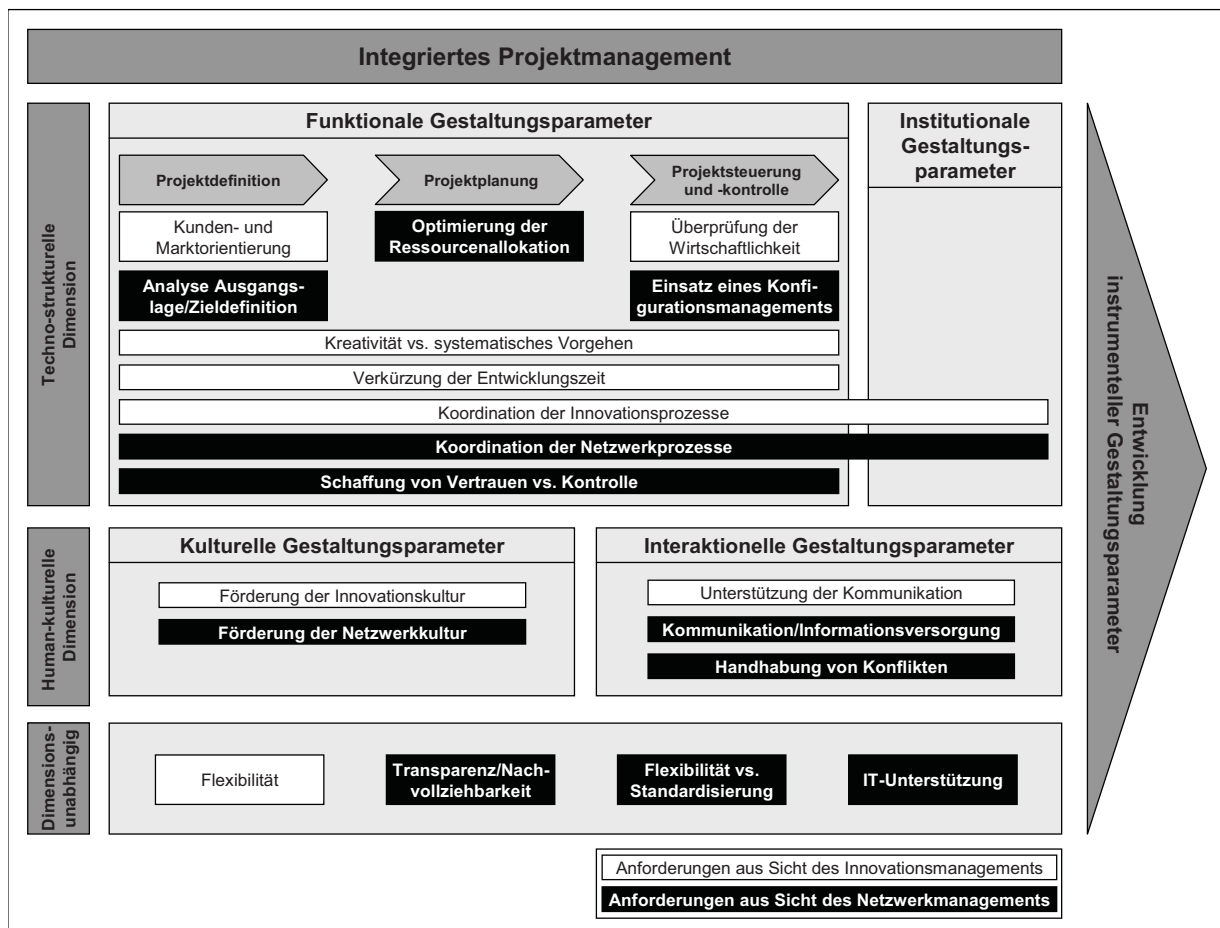 Integriertes Projektmanagement
Techno-strukturelle
Dimension
Funktionale Gestaltungsparameter
Institutionale
Gestaltungs-
parameter
Projektdefinition
Projektplanung
Projektsteuerung
und -kontrolle
Kunden- und
Marktorientierung
Optimierung der
Ressourcenallokation
Überprüfung der
Wirtschaftlichkeit
Analyse Ausgangs-
lage/Zieldefinition
Einsatz eines Konfi-
gurationsmanagements
Kreativität vs. systematisches Vorgehen
Verkürzung der Entwicklungszeit
Koordination der Innovationsprozesse
Koordination der Netzwerkprozesse
Schaffung von Vertrauen vs. Kontrolle
Human-kulturelle
Dimension
Kulturelle Gestaltungsparameter
Förderung der Innovationskultur
Förderung der Netzwerkkultur
Interaktionelle Gestaltungsparameter
Unterstützung der Kommunikation
Kommunikation/Informationsversorgung
Handhabung von Konflikten
Dimensions-
unabhängig
Flexibilität
Transparenz/Nach-
vollziehbarkeit
Flexibilität vs.
Standardisierung
IT-Unterstützung
Entwicklung
instrumenteller Gestaltungsparameter
Anforderungen aus Sicht des Innovationsmanagements
Anforderungen aus Sicht des Netzwerkmanagements